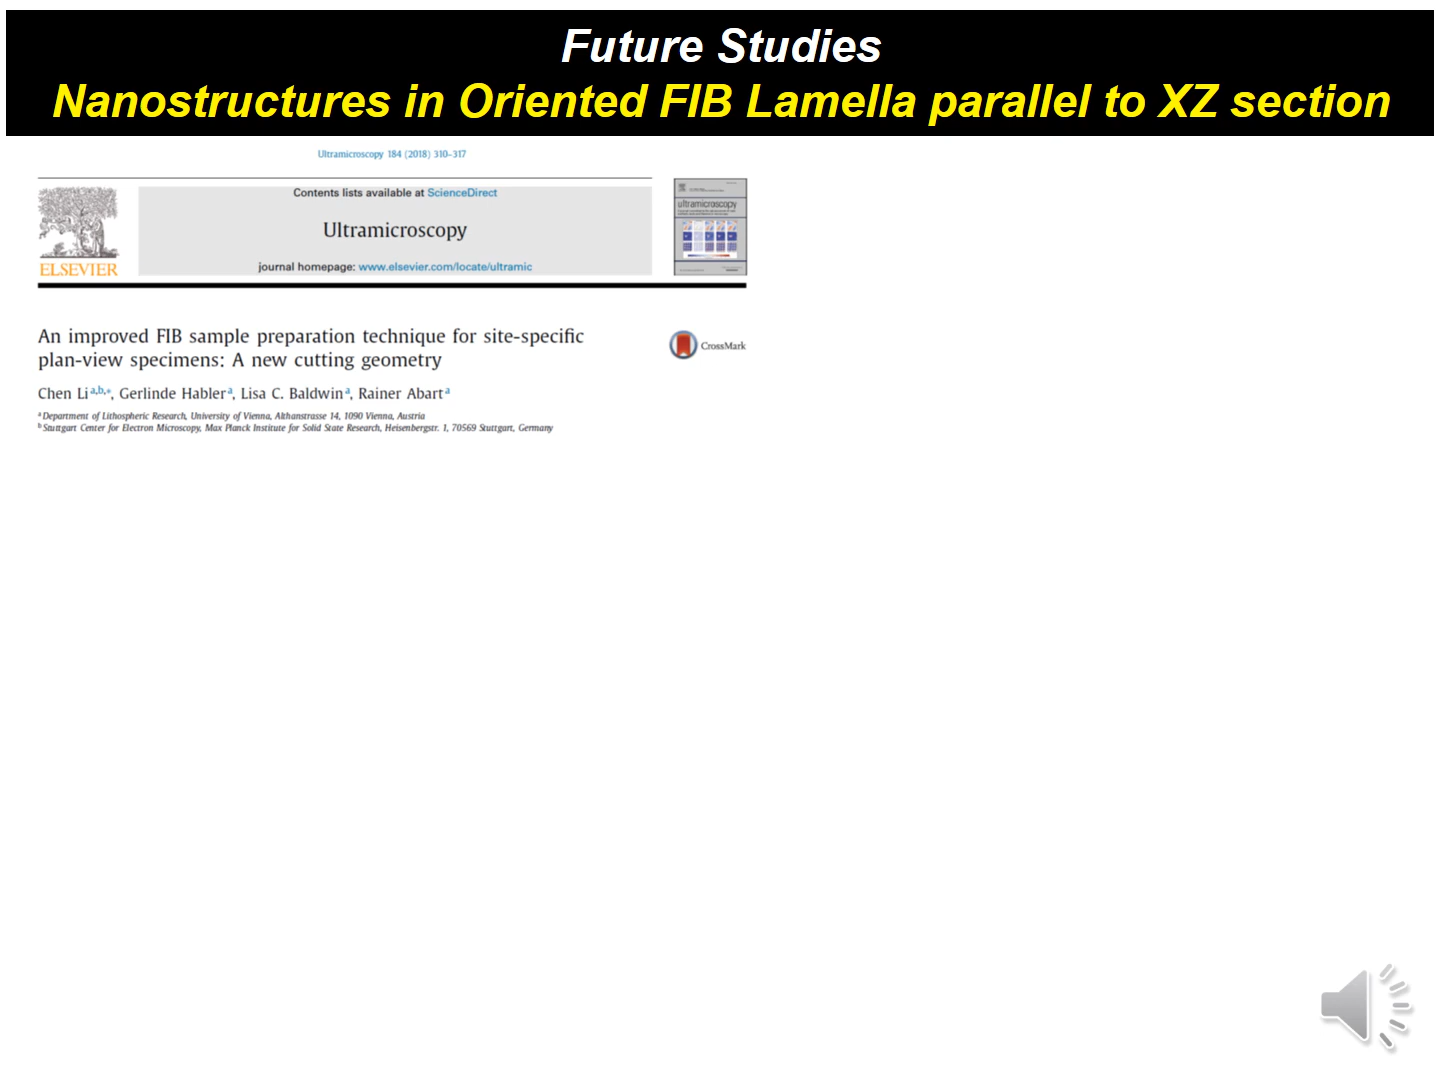 Future Studies
Nanostructures in Oriented FIB Lamella parallel to XZ section
Ultramicroscopy 184 (2018) 310–317
Contents lists available at ScienceDirect
Ultramicroscopy
journal homepage: www.elsevier.com/locate/ultramic
ELSEVIER
ultramicroscopy
An improved FIB sample preparation technique for site-specific
plan-view specimens: A new cutting geometry
CrossMark
Chen Li a,b,*, Gerlinde Habler a, Lisa C. Baldwin a, Rainer Abart a
a Department of Lithospheric Research, University of Vienna, Althanstrasse 14, 1090 Vienna, Austria
b Stuttgart Center for Electron Microscopy, Max Planck Institute for Solid State Research, Heisenbergstr. 1, 70569 Stuttgart, Germany